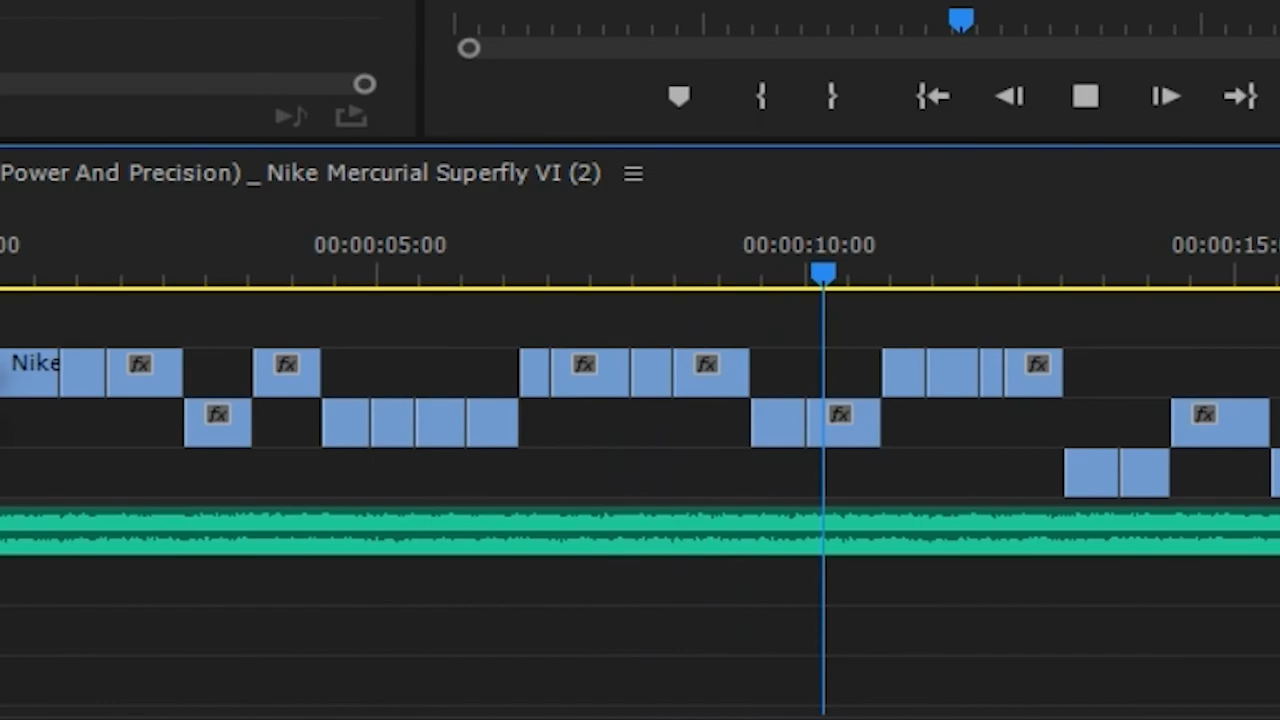 Power And Precision) _ Nike Mercurial Superfly VI (2)
00 00:00:05:00 00:00:10:00 00:00:15:
Nike fx fx fx fx fx
fx fx fx